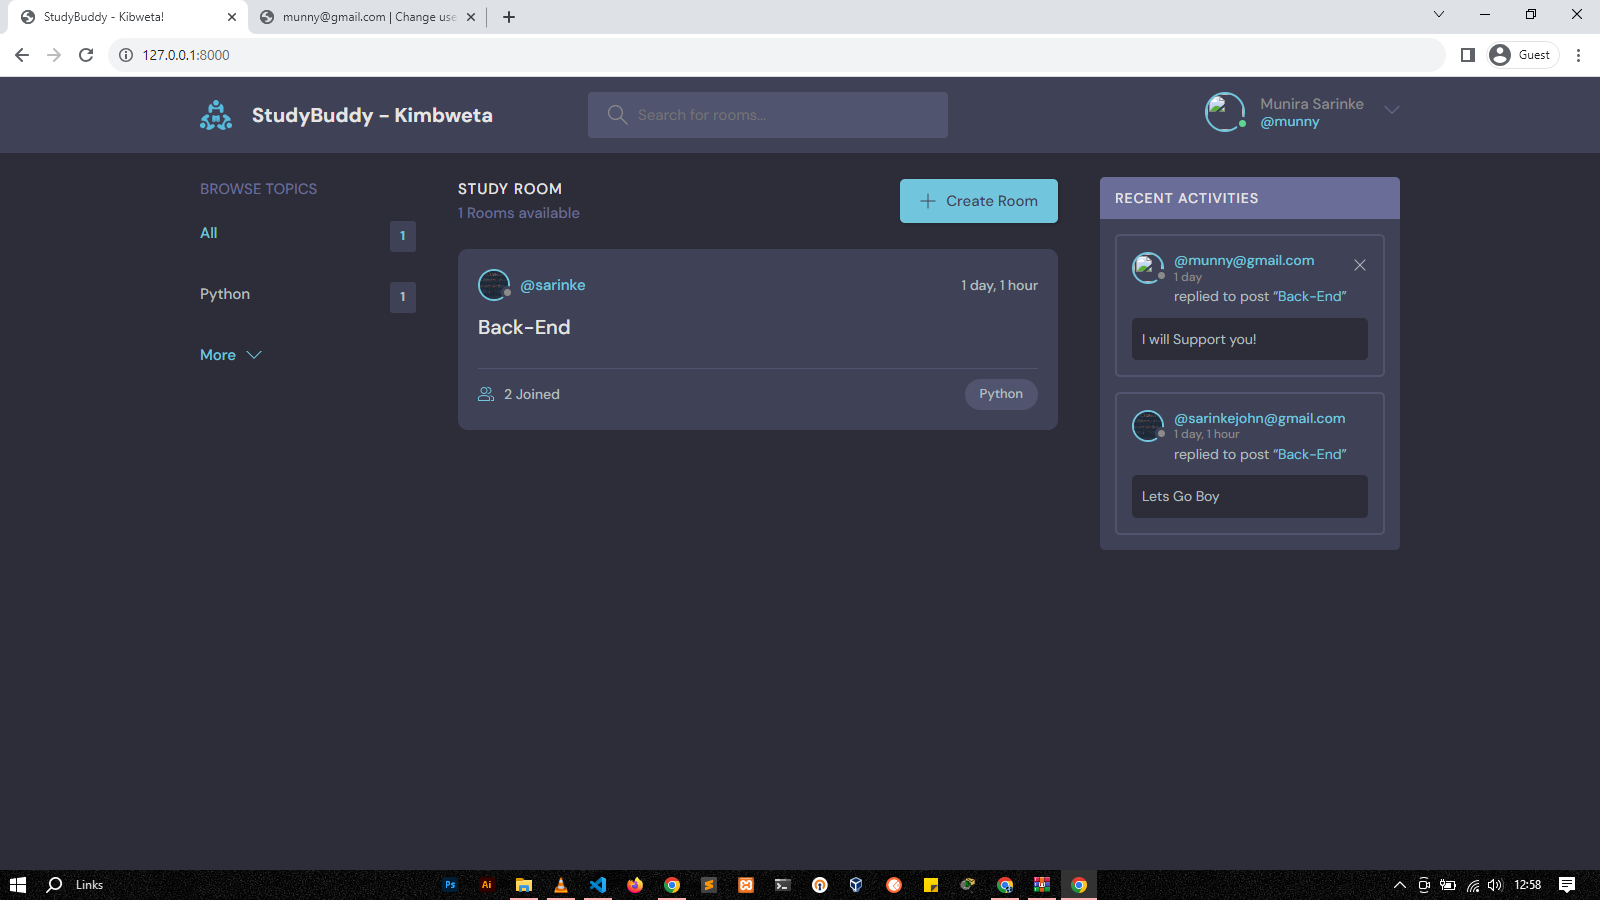 StudyBuddy - Kibweta!
munny@gmail.com | Change use
127.0.0.1:8000
Guest
StudyBuddy - Kimbweta
Search for rooms...
Munira Sarinke
@munny
BROWSE TOPICS
All
1
Python
1
More
STUDY ROOM
1 Rooms available
Create Room
@sarinke
1 day, 1 hour
Back-End
2 Joined
Python
RECENT ACTIVITIES
@munny@gmail.com
1 day
replied to post “Back-End”
I will Support you!
@sarinkejohn@gmail.com
1 day, 1 hour
replied to post “Back-End”
Lets Go Boy
Links
Ps
Ai
12:58